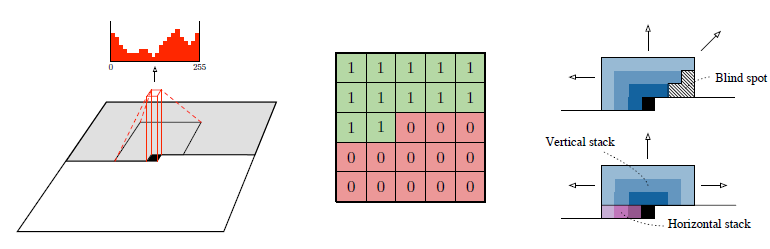 0 255
1 1 1 1 1
1 1 1 1 1
1 1 0 0 0
0 0 0 0 0
0 0 0 0 0
Blind spot
Vertical stack
Horizontal stack